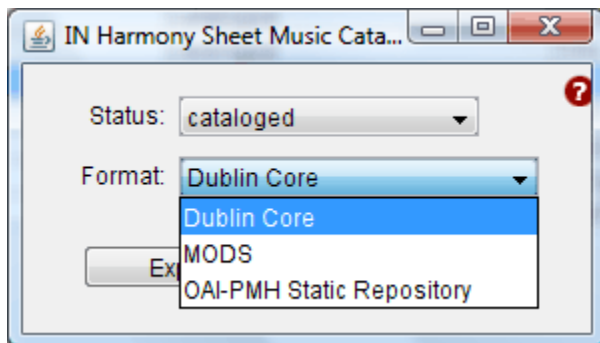 IN Harmony Sheet Music Cata...
Status: cataloged
Format: Dublin Core
Dublin Core
MODS
OAI-PMH Static Repository